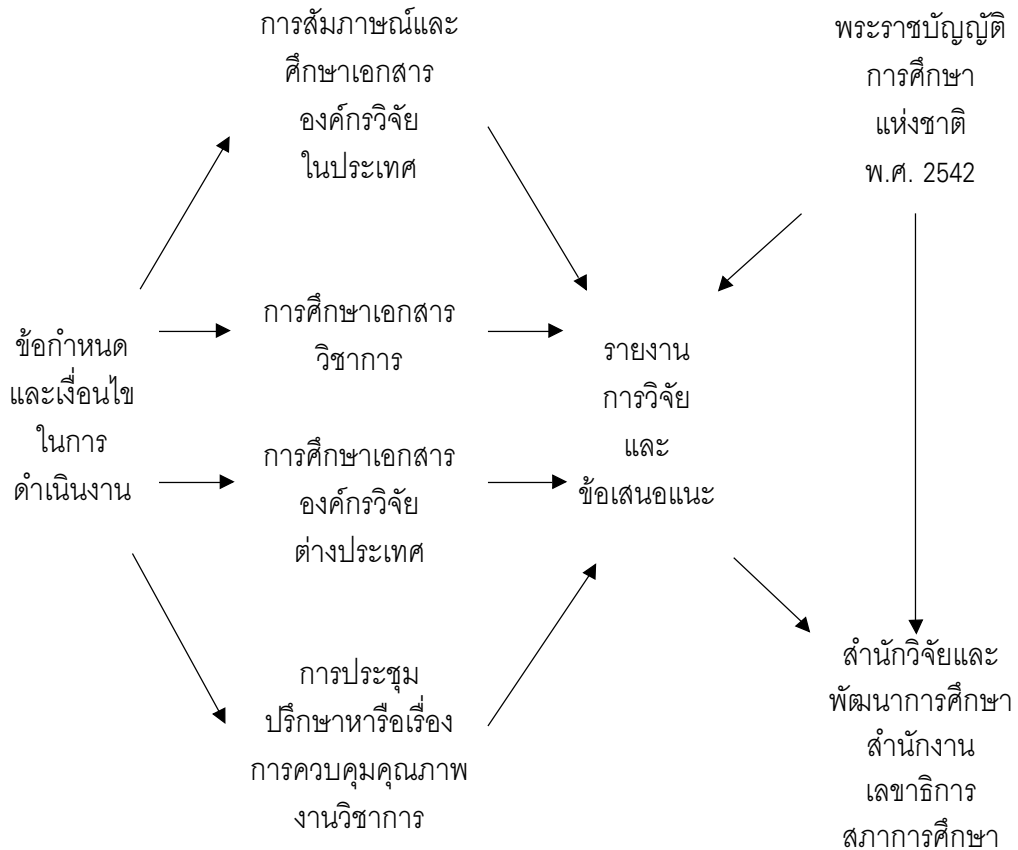 การสัมภาษณ์และ
ศึกษาเอกสาร
องค์กรวิจัย
ในประเทศ
พระราชบัญญัติ
การศึกษา
แห่งชาติ
พ.ศ. 2542
ข้อกำหนด
และเงื่อนไข
ในการ
ดำเนินงาน
การศึกษาเอกสาร
วิชาการ
การศึกษาเอกสาร
องค์กรวิจัย
ต่างประเทศ
การประชุม
ปรึกษาหารือเรื่อง
การควบคุมคุณภาพ
งานวิชาการ
รายงาน
การวิจัย
และ
ข้อเสนอแนะ
สำนักวิจัยและ
พัฒนาการศึกษา
สำนักงาน
เลขาธิการ
สภาการศึกษา